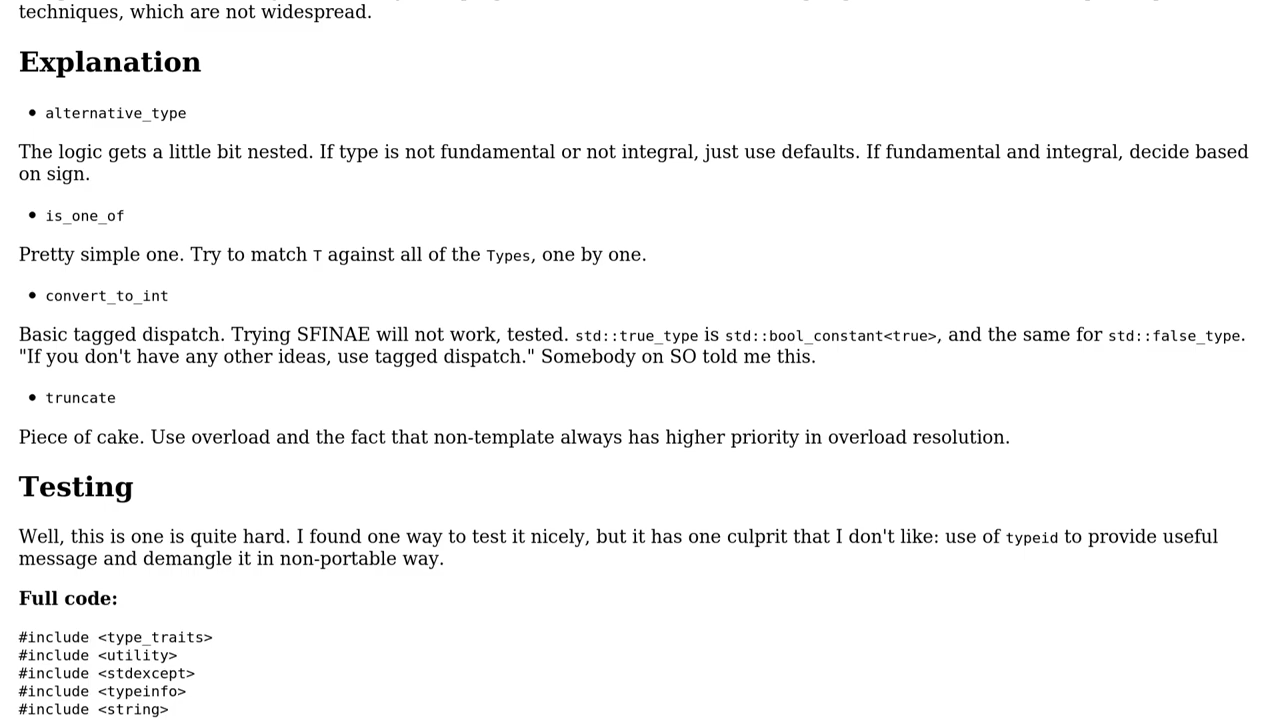 techniques, which are not widespread.
Explanation
• alternative_type
The logic gets a little bit nested. If type is not fundamental or not integral, just use defaults. If fundamental and integral, decide based
on sign.
• is_one_of
Pretty simple one. Try to match T against all of the Types, one by one.
• convert_to_int
Basic tagged dispatch. Trying SFINAE will not work, tested. std::true_type is std::bool_constant<true>, and the same for std::false_type.
"If you don't have any other ideas, use tagged dispatch." Somebody on SO told me this.
• truncate
Piece of cake. Use overload and the fact that non-template always has higher priority in overload resolution.
Testing
Well, this is one is quite hard. I found one way to test it nicely, but it has one culprit that I don't like: use of typeid to provide useful
message and demangle it in non-portable way.
Full code:
#include <type_traits>
#include <utility>
#include <stdexcept>
#include <typeinfo>
#include <string>